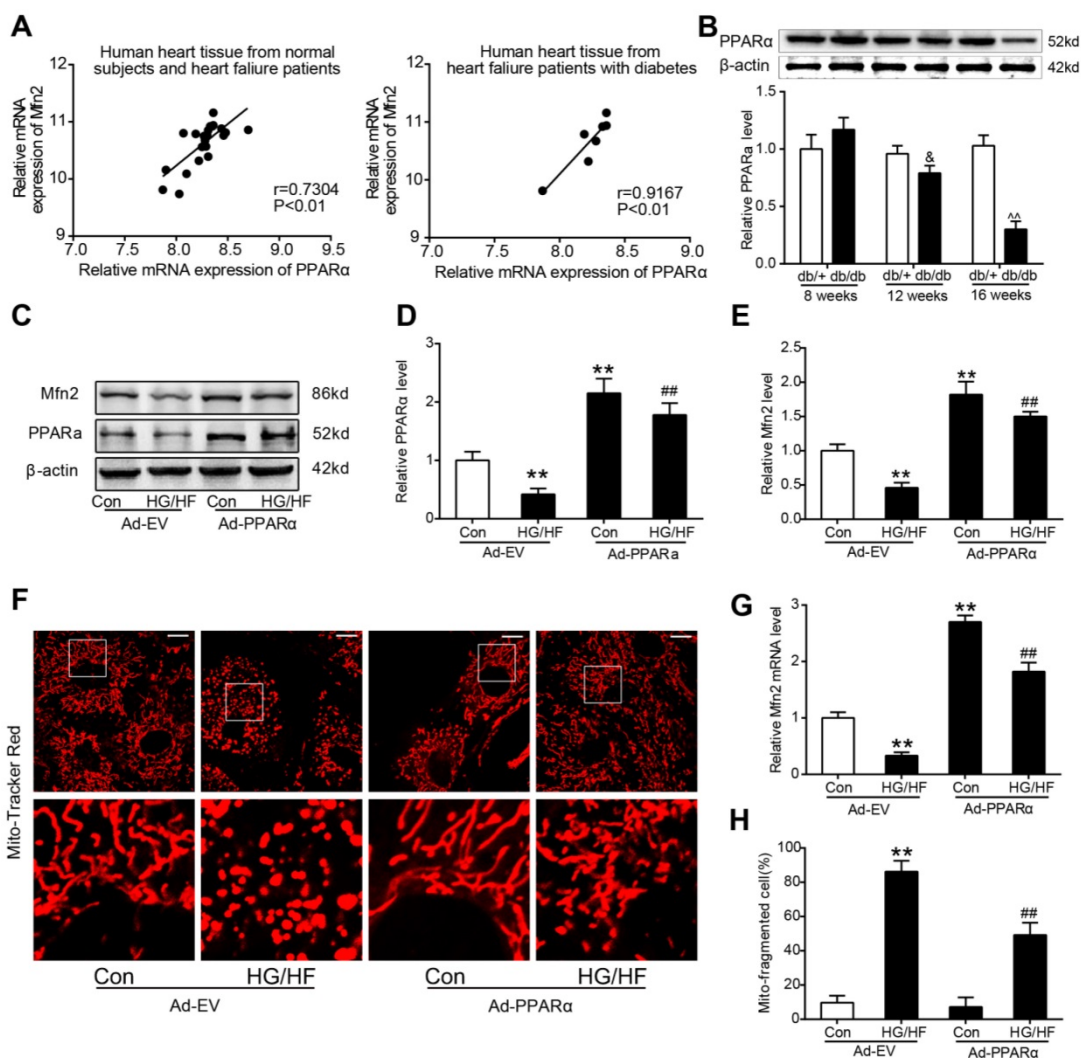 A
Human heart tissue from normal
subjects and heart faliure patients
Relative mRNA
expression of Mfn2
12
11
10
9
7.0 7.5 8.0 8.5 9.0 9.5
r=0.7304
P<0.01
Relative mRNA expression of PPARα
Human heart tissue from
heart faliure patients with diabetes
Relative mRNA
expression of Mfn2
12
11
10
9
7.0 7.5 8.0 8.5 9.0
r=0.9167
P<0.01
Relative mRNA expression of PPARα
B
PPARα 52kd
β-actin 42kd
Relative PPARa level
1.5
1.0
0.5
0.0
&
^^
db/+ db/db db/+ db/db db/+ db/db
8 weeks 12 weeks 16 weeks
C
Mfn2 86kd
PPARa 52kd
β-actin 42kd
Con HG/HF Con HG/HF
Ad-EV Ad-PPARα
D
Relative PPARα level
3
2
1
0
** ** ##
Con HG/HF Con HG/HF
Ad-EV Ad-PPARa
E
Relative Mfn2 level
2.5
2.0
1.5
1.0
0.5
0.0
** ** ##
Con HG/HF Con HG/HF
Ad-EV Ad-PPARα
F
Mito-Tracker Red
Con HG/HF Con HG/HF
Ad-EV Ad-PPARα
G
Relative Mfn2 mRNA level
3
2
1
0
** ** ##
Con HG/HF Con HG/HF
Ad-EV Ad-PPARα
H
Mito-fragmented cell(%)
100
80
60
40
20
0
** ##
Con HG/HF Con HG/HF
Ad-EV Ad-PPARα